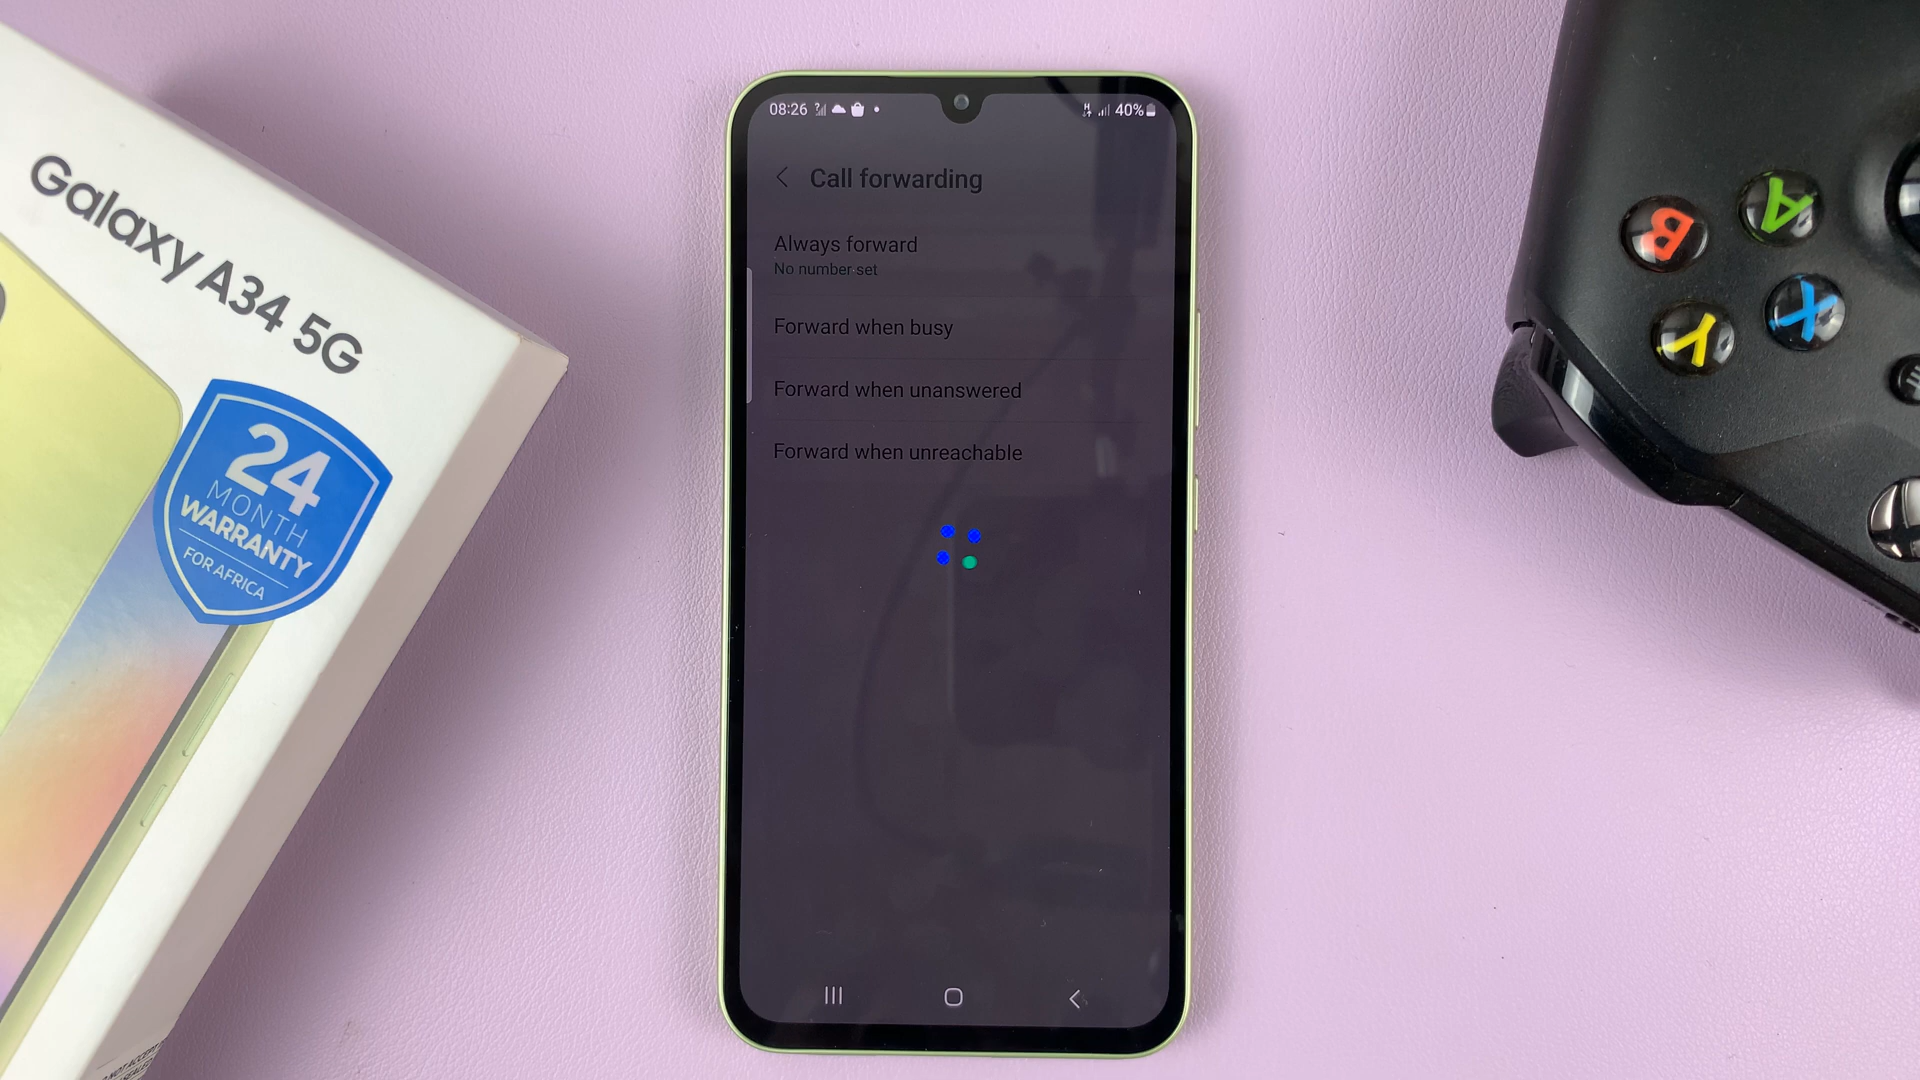 Galaxy A34 5G
24
MONTH
WARRANTY
FOR AFRICA
08:26
40%
Call forwarding
Always forward
No number set
Forward when busy
Forward when unanswered
Forward when unreachable
B
A
Y
X